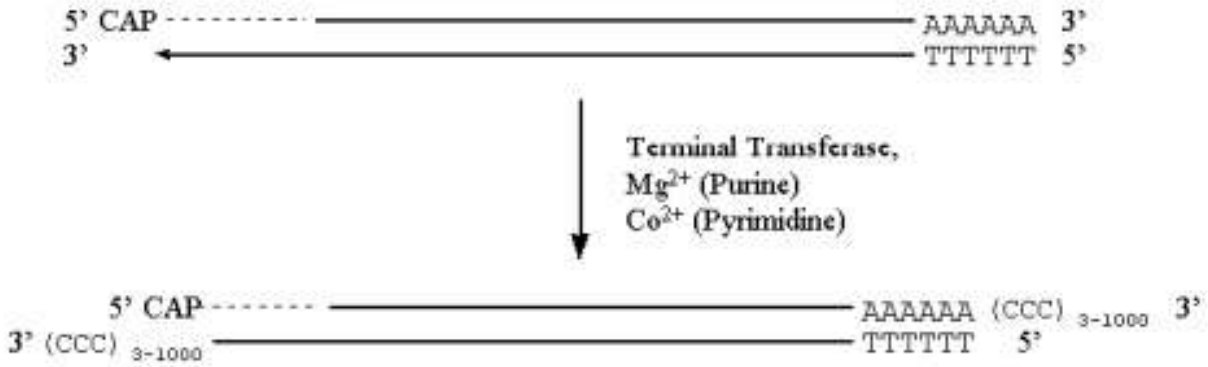 5’ CAP AAAAAA 3’
3’ TTTTTT 5’
Terminal Transferase,
Mg2+ (Purine)
Co2+ (Pyrimidine)
5’ CAP AAAAAA (CCC) 3-1000 3’
3’ (CCC) 3-1000 TTTTTT 5’